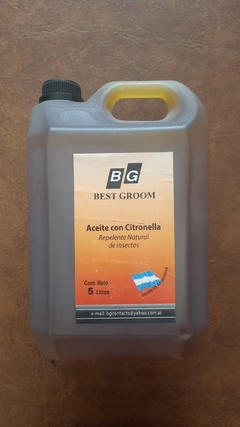 BG
BEST GROOM
Aceite con Citronella
Repelente Natural
de insectos
Cont. Neto
5 Litros
e-mail: bgcontacto@yahoo.com.ar